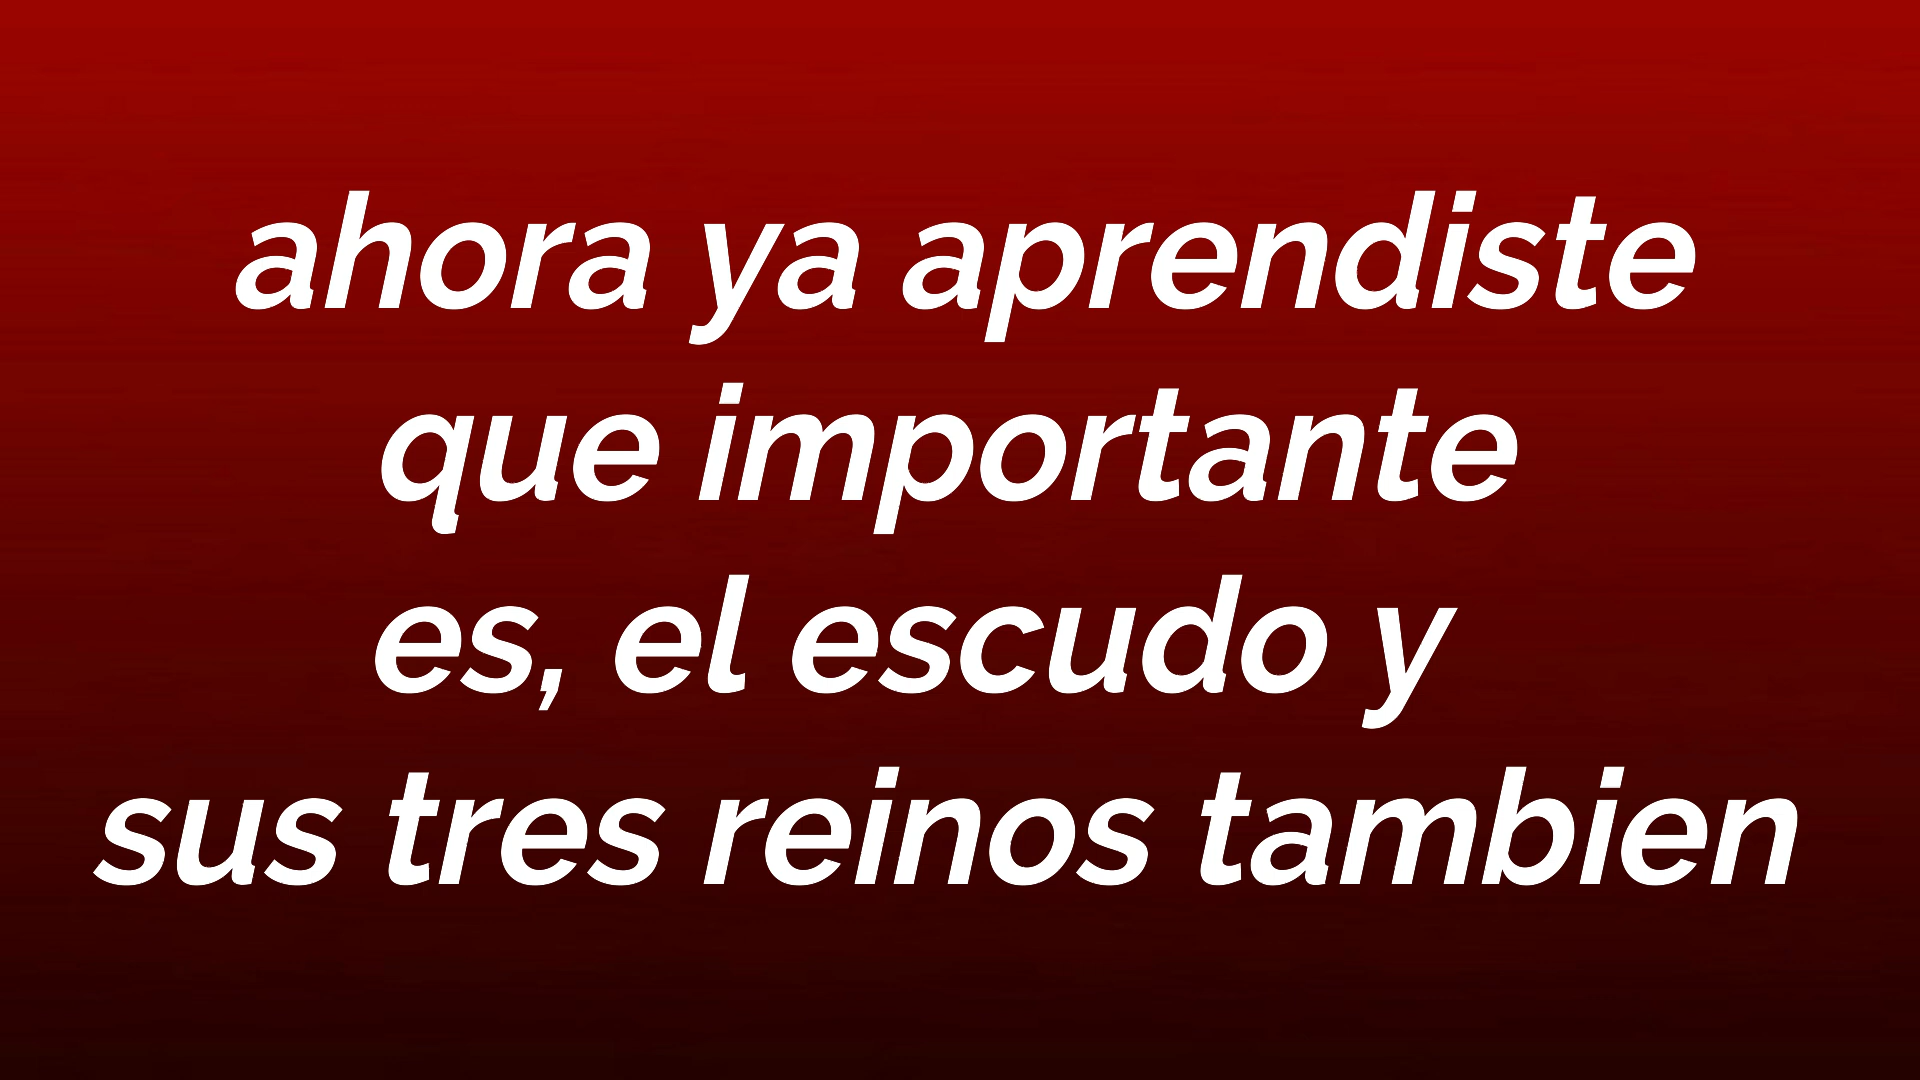 ahora ya aprendiste
que importante
es, el escudo y
sus tres reinos tambien